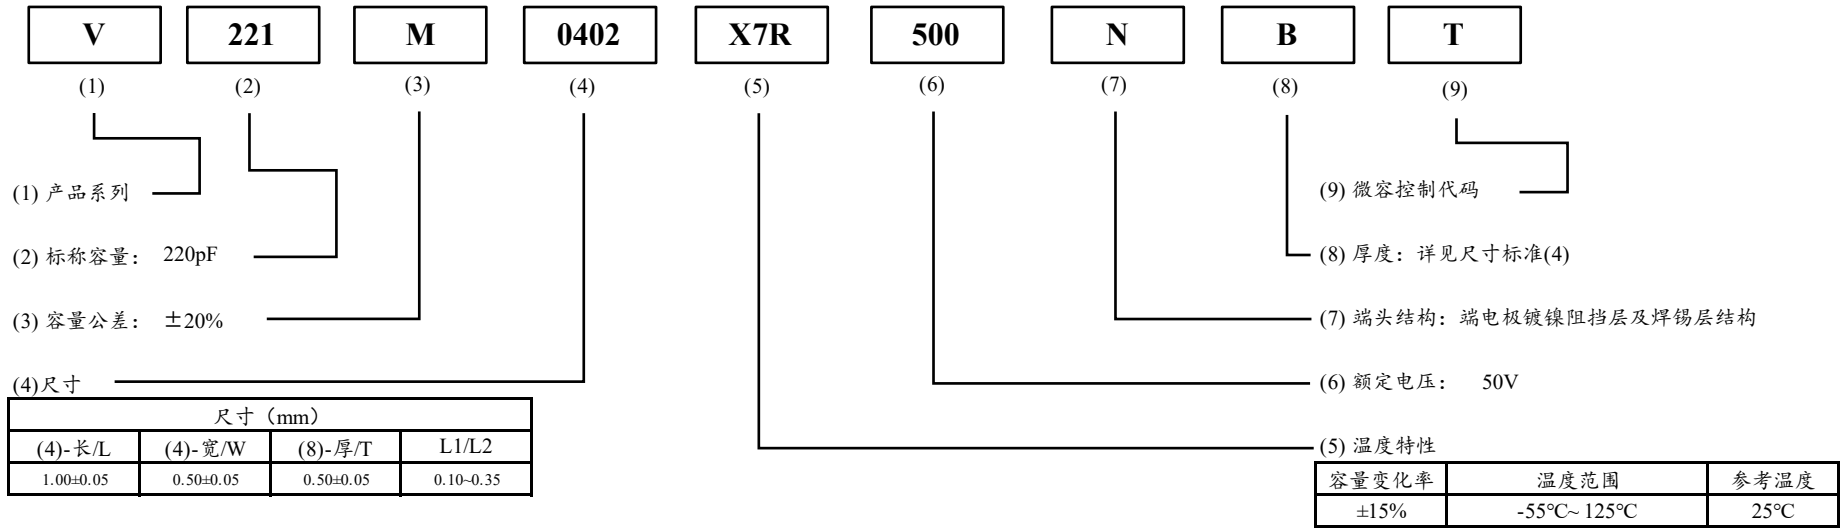 V 221 M 0402 X7R 500 N B T
(1) (2) (3) (4) (5) (6) (7) (8) (9)
(1) 产品系列
(9) 微容控制代码
(2) 标称容量： 220pF
(8) 厚度：详见尺寸标准(4)
(3) 容量公差： ±20%
(7) 端头结构：端电极镀镍阻挡层及焊锡层结构
(4)尺寸
(6) 额定电压： 50V
尺寸（mm）
(4)-长/L (4)-宽/W (8)-厚/T L1/L2
1.00±0.05 0.50±0.05 0.50±0.05 0.10~0.35
(5) 温度特性
容量变化率 温度范围 参考温度
±15% -55℃~ 125℃ 25℃